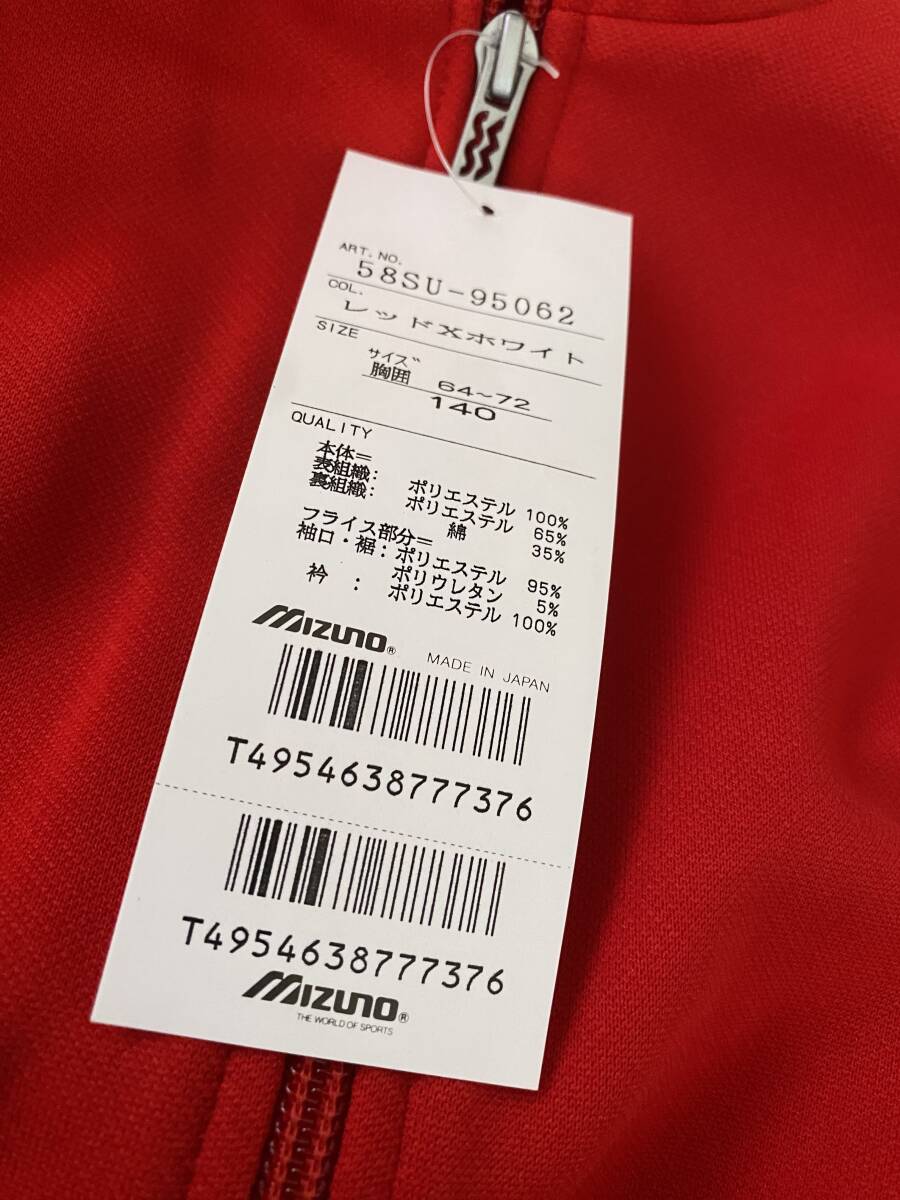 ART. NO.
58SU-95062
COL.
レッドXホワイト
SIZE
サイズ
胸囲 64~72
140
QUALITY
本体=
表組織: ポリエステル 100%
裏組織: ポリエステル 65%
綿 35%
フライス部分=
袖口・裾: ポリエステル 95%
ポリウレタン 5%
衿 : ポリエステル 100%
MIZUNO®
MADE IN JAPAN
T4954638777376
T4954638777376
MIZUNO®
THE WORLD OF SPORTS